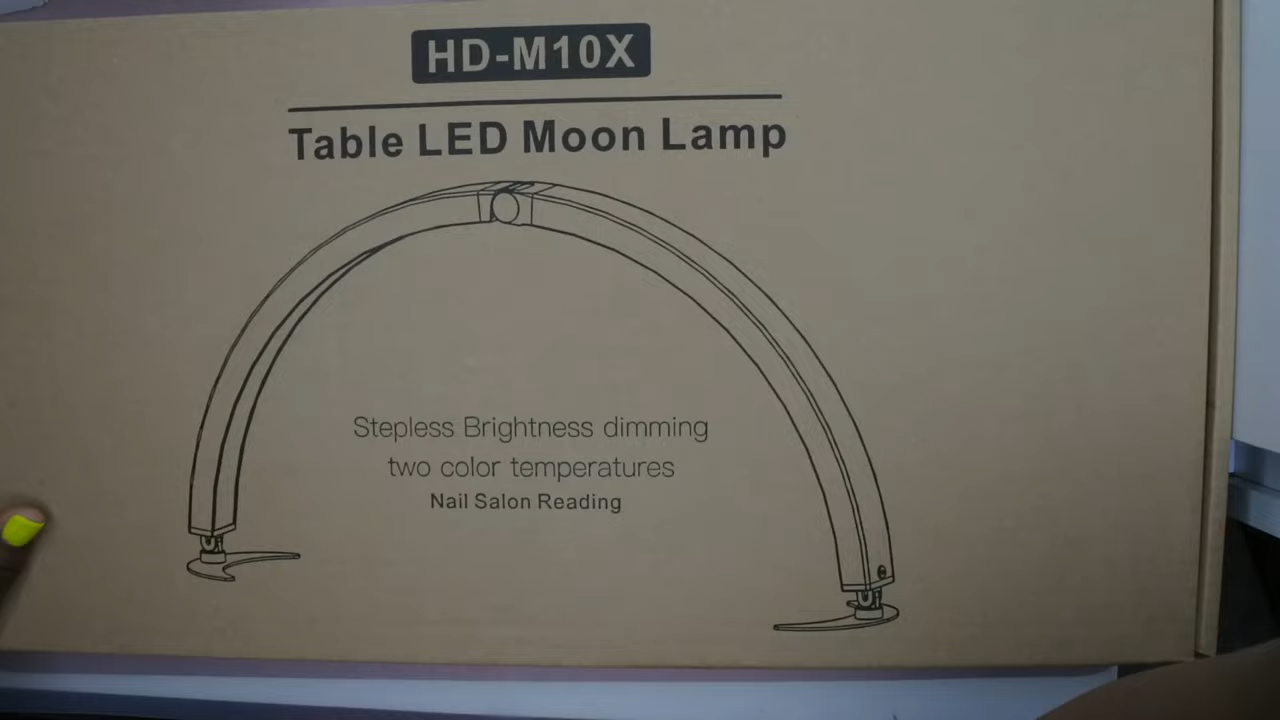 HD-M10X
Table LED Moon Lamp
Stepless Brightness dimming
two color temperatures
Nail Salon Reading